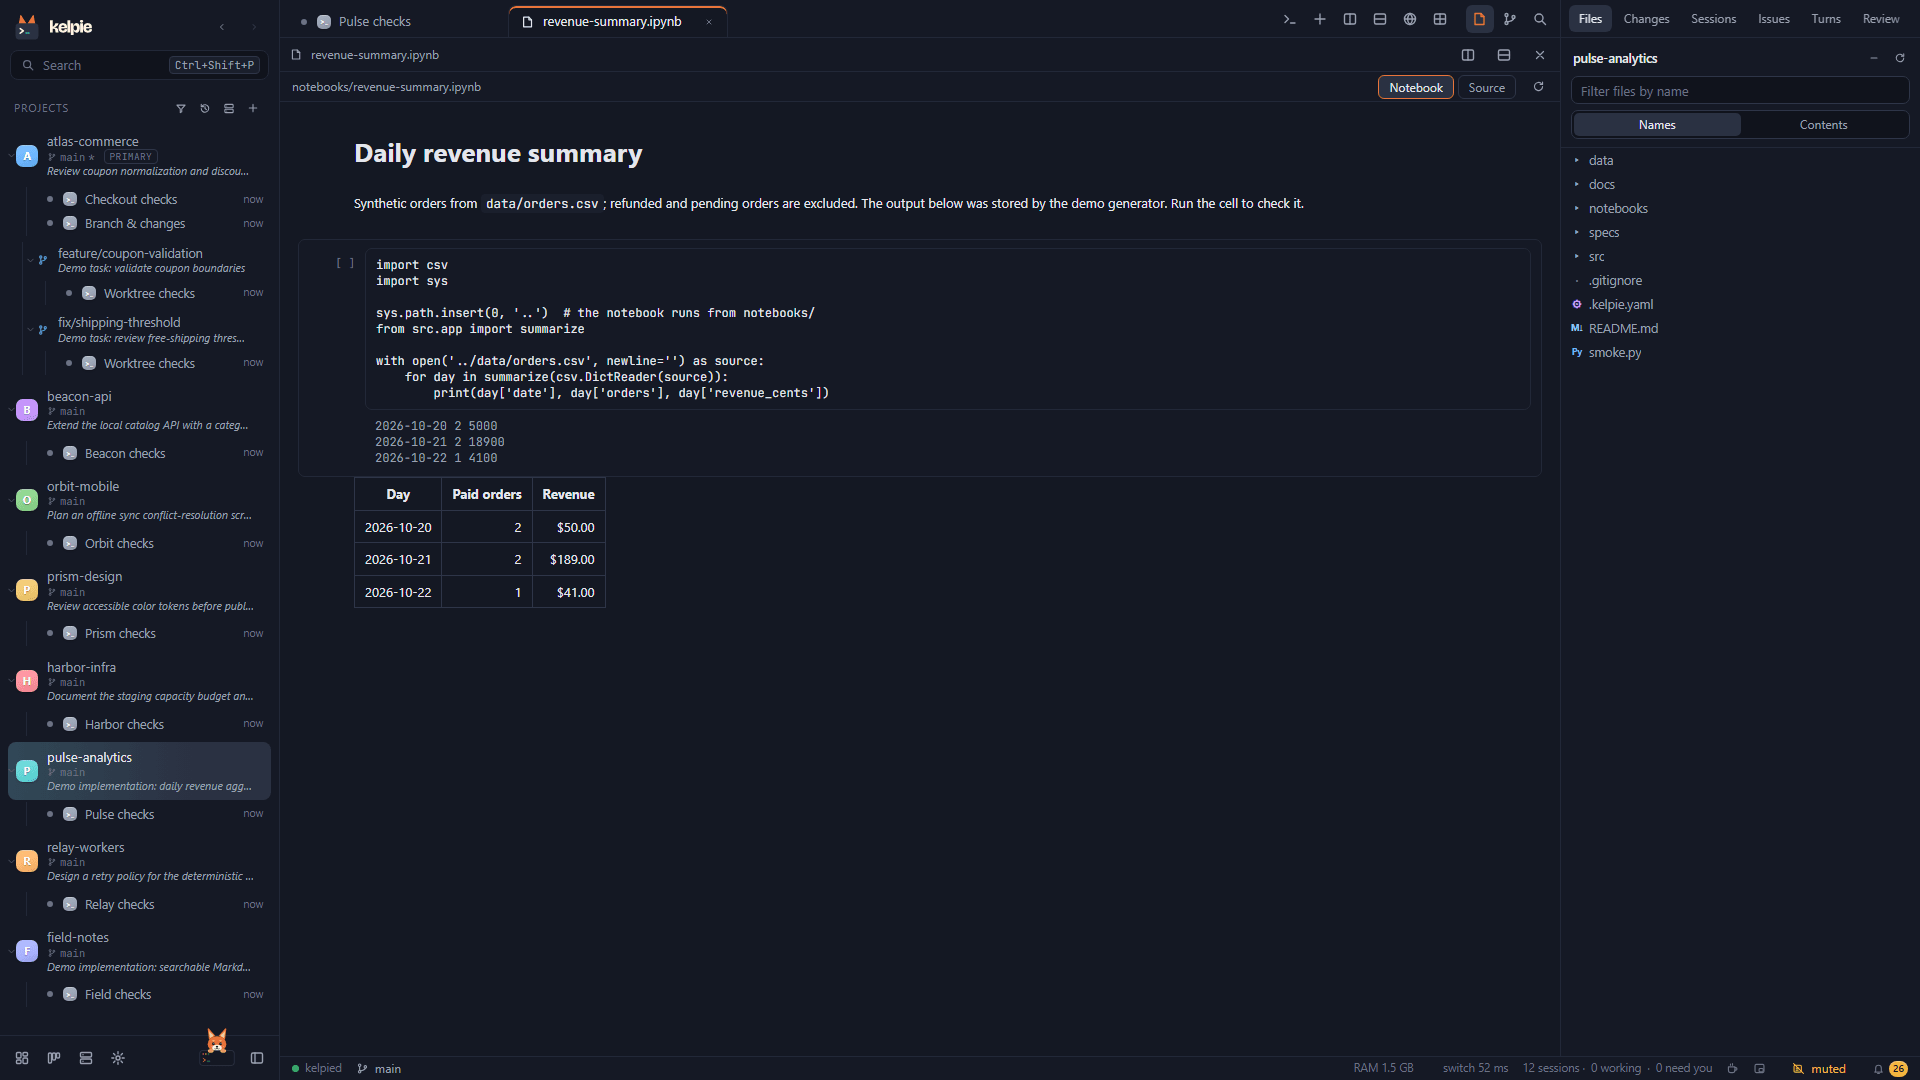 kelpie
Search Ctrl+Shift+P
PROJECTS
A
atlas-commerce
main * PRIMARY
Review coupon normalization and discou...
Checkout checks now
Branch & changes now
feature/coupon-validation
Demo task: validate coupon boundaries
Worktree checks now
fix/shipping-threshold
Demo task: review free-shipping thres...
Worktree checks now
B
beacon-api
main
Extend the local catalog API with a categ...
Beacon checks now
O
orbit-mobile
main
Plan an offline sync conflict-resolution scr...
Orbit checks now
P
prism-design
main
Review accessible color tokens before publ...
Prism checks now
H
harbor-infra
main
Document the staging capacity budget an...
Harbor checks now
P
pulse-analytics
main
Demo implementation: daily revenue agg...
Pulse checks now
R
relay-workers
main
Design a retry policy for the deterministic ...
Relay checks now
F
field-notes
main
Demo implementation: searchable Markd...
Field checks now
Pulse checks
revenue-summary.ipynb ×
revenue-summary.ipynb
notebooks/revenue-summary.ipynb
Notebook Source
Daily revenue summary
Synthetic orders from data/orders.csv ; refunded and pending orders are excluded. The output below was stored by the demo generator. Run the cell to check it.
[ ]
import csv
import sys
sys.path.insert(0, '..')  # the notebook runs from notebooks/
from src.app import summarize
with open('../data/orders.csv', newline='') as source:
    for day in summarize(csv.DictReader(source)):
        print(day['date'], day['orders'], day['revenue_cents'])
2026-10-20 2 5000
2026-10-21 2 18900
2026-10-22 1 4100
Day Paid orders Revenue
2026-10-20 2 $50.00
2026-10-21 2 $189.00
2026-10-22 1 $41.00
Files Changes Sessions Issues Turns Review
pulse-analytics
Filter files by name
Names Contents
data
docs
notebooks
specs
src
.gitignore
.kelpie.yaml
M↓ README.md
Py smoke.py
kelpied main
RAM 1.5 GB switch 52 ms 12 sessions · 0 working · 0 need you muted 26